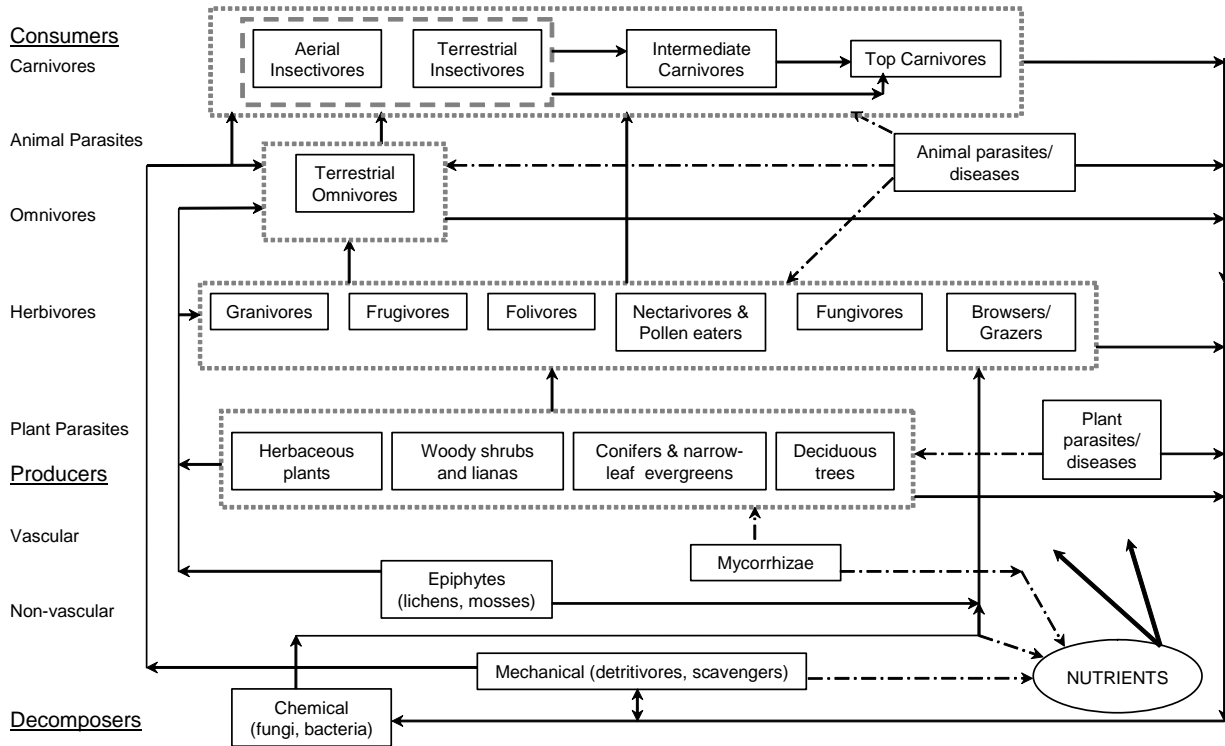 Consumers
Carnivores
Aerial
Insectivores
Terrestrial
Insectivores
Intermediate
Carnivores
Top Carnivores
Animal Parasites
Animal parasites/
diseases
Terrestrial
Omnivores
Omnivores
Herbivores
Granivores
Frugivores
Folivores
Nectarivores &
Pollen eaters
Fungivores
Browsers/
Grazers
Plant Parasites
Plant
parasites/
diseases
Producers
Herbaceous
plants
Woody shrubs
and lianas
Conifers & narrow-
leaf evergreens
Deciduous
trees
Vascular
Mycorrhizae
Epiphytes
(lichens, mosses)
Non-vascular
Mechanical (detritivores, scavengers)
NUTRIENTS
Chemical
(fungi, bacteria)
Decomposers